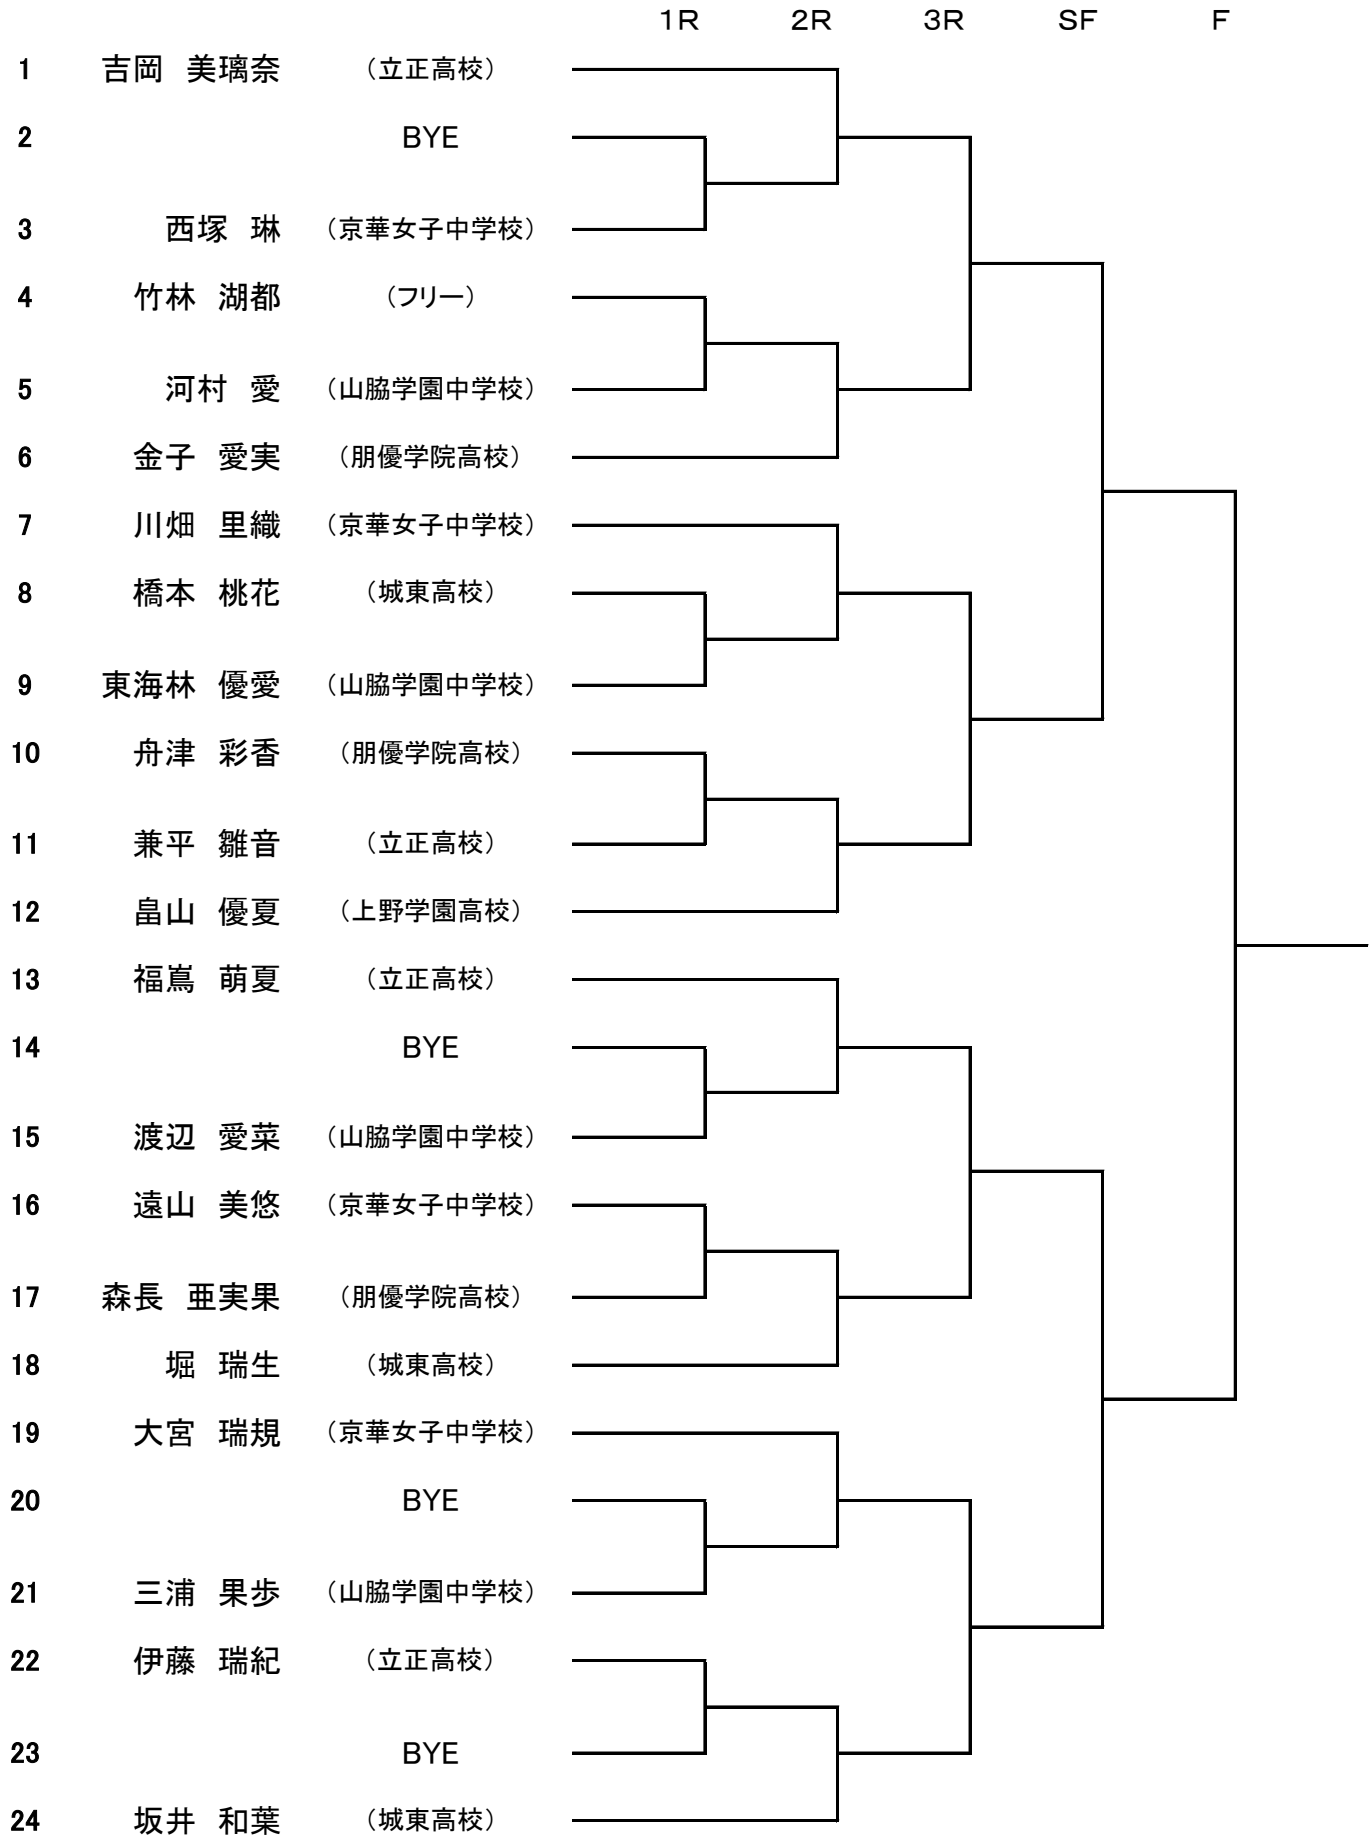 1R 2R 3R SF F
1 吉岡 美璃奈 (立正高校)
2 BYE
3 西塚 琳 (京華女子中学校)
4 竹林 湖都 (フリー)
5 河村 愛 (山脇学園中学校)
6 金子 愛実 (朋優学院高校)
7 川畑 里織 (京華女子中学校)
8 橋本 桃花 (城東高校)
9 東海林 優愛 (山脇学園中学校)
10 舟津 彩香 (朋優学院高校)
11 兼平 雛音 (立正高校)
12 畠山 優夏 (上野学園高校)
13 福嶌 萌夏 (立正高校)
14 BYE
15 渡辺 愛菜 (山脇学園中学校)
16 遠山 美悠 (京華女子中学校)
17 森長 亜実果 (朋優学院高校)
18 堀 瑞生 (城東高校)
19 大宮 瑞規 (京華女子中学校)
20 BYE
21 三浦 果歩 (山脇学園中学校)
22 伊藤 瑞紀 (立正高校)
23 BYE
24 坂井 和葉 (城東高校)